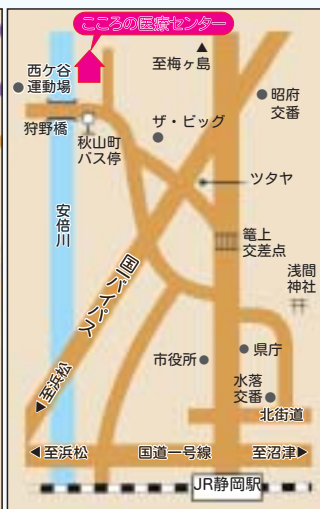 こころの医療センター
至梅ヶ島
西ケ谷
運動場
昭府
交番
狩野橋
ザ・ビッグ
秋山町
バス停
ツタヤ
安倍川
籠上
交差点
国1バイパス
浅間
神社
市役所
県庁
水落
交番
至浜松
北街道
至浜松
国道一号線
至沼津
JR静岡駅